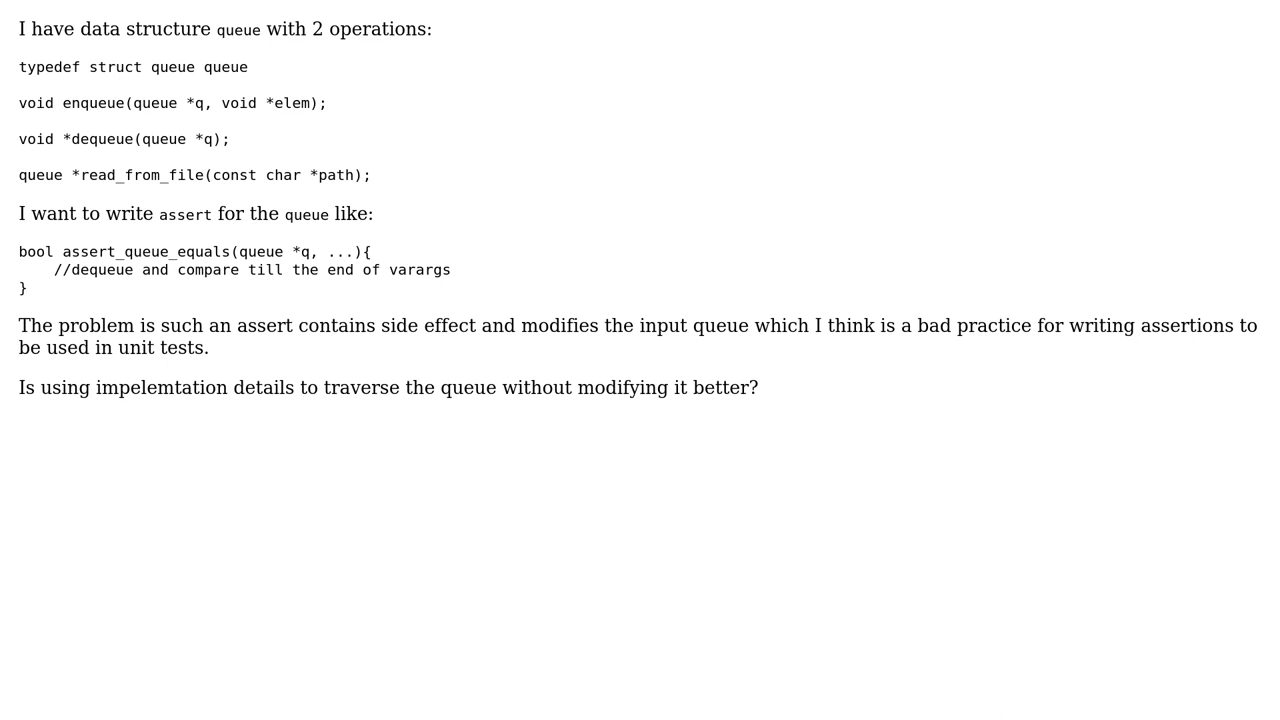 I have data structure queue with 2 operations:
typedef struct queue queue
void enqueue(queue *q, void *elem);
void *dequeue(queue *q);
queue *read_from_file(const char *path);
I want to write assert for the queue like:
bool assert_queue_equals(queue *q, ...){
    //dequeue and compare till the end of varargs
}
The problem is such an assert contains side effect and modifies the input queue which I think is a bad practice for writing assertions to
be used in unit tests.
Is using impelemtation details to traverse the queue without modifying it better?